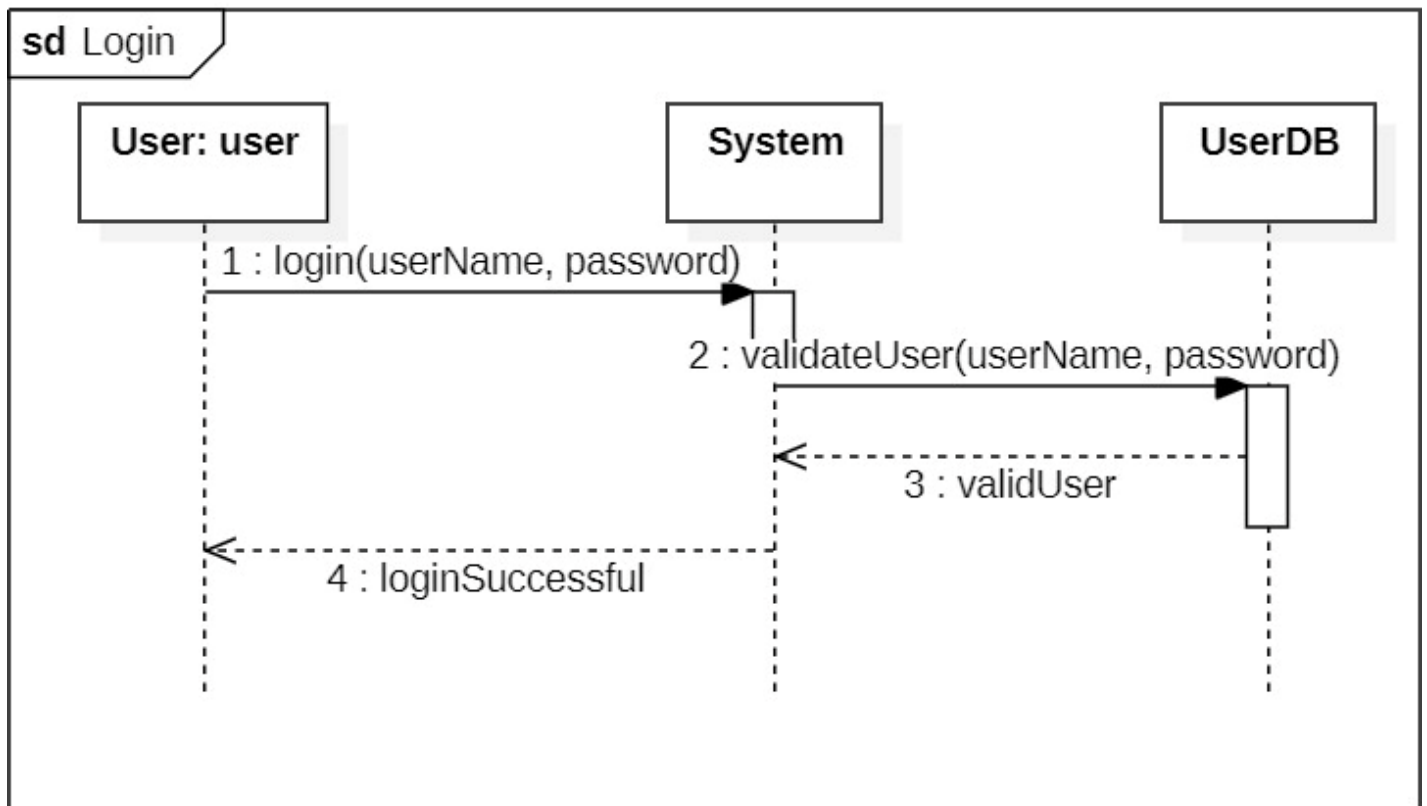 sd Login
User: user
System
UserDB
1 : login(userName, password)
2 : validateUser(userName, password)
3 : validUser
4 : loginSuccessful